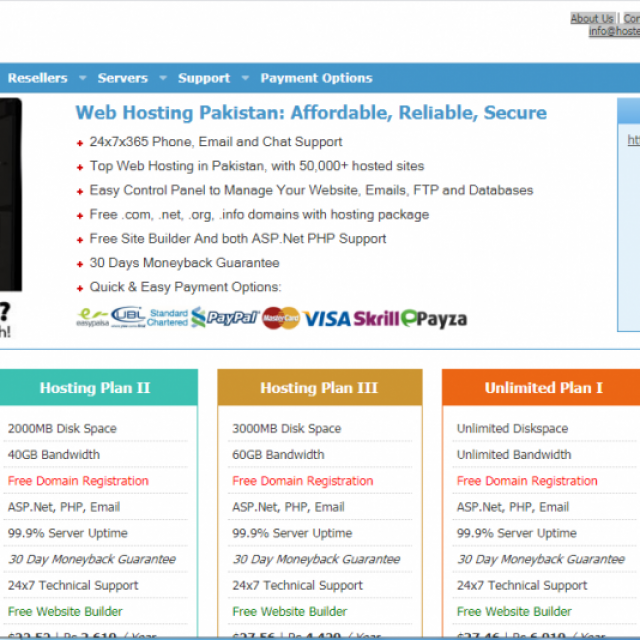 About Us |
info@hoste
Resellers Servers Support Payment Options
Web Hosting Pakistan: Affordable, Reliable, Secure
24x7x365 Phone, Email and Chat Support
Top Web Hosting in Pakistan, with 50,000+ hosted sites
Easy Control Panel to Manage Your Website, Emails, FTP and Databases
Free .com, .net, .org, .info domains with hosting package
Free Site Builder And both ASP.Net PHP Support
30 Days Moneyback Guarantee
Quick & Easy Payment Options:
?
h!
easypaisa UBL Standard Chartered PayPal MasterCard VISA Skrill Payza
Hosting Plan II
2000MB Disk Space
40GB Bandwidth
Free Domain Registration
ASP.Net, PHP, Email
99.9% Server Uptime
30 Day Moneyback Guarantee
24x7 Technical Support
Free Website Builder
Hosting Plan III
3000MB Disk Space
60GB Bandwidth
Free Domain Registration
ASP.Net, PHP, Email
99.9% Server Uptime
30 Day Moneyback Guarantee
24x7 Technical Support
Free Website Builder
Unlimited Plan I
Unlimited Diskspace
Unlimited Bandwidth
Free Domain Registration
ASP.Net, PHP, Email
99.9% Server Uptime
30 Day Moneyback Guarantee
24x7 Technical Support
Free Website Builder